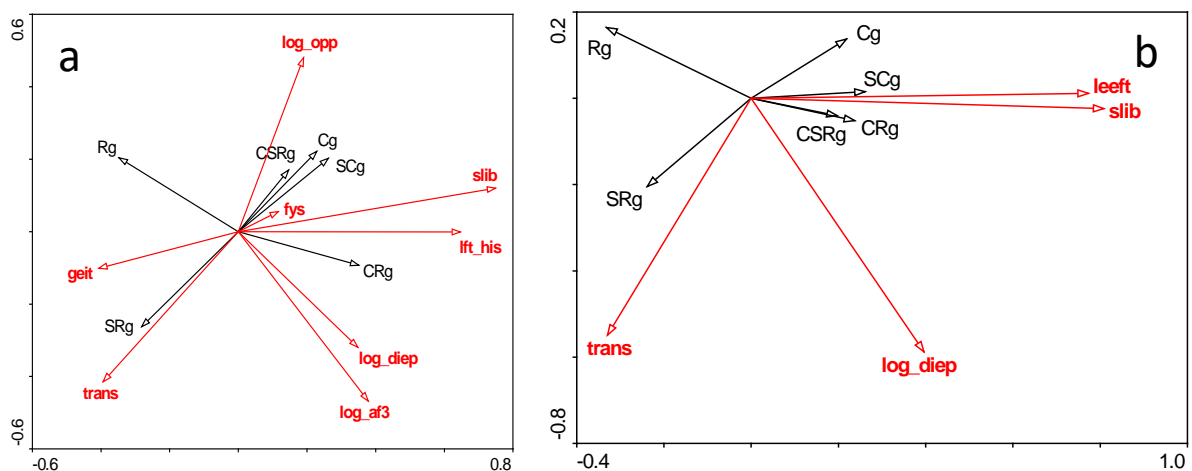 a
0.6
log_opp
Rg
CSRg
Cg
SCg
slib
fys
lft_his
geit
CRg
SRg
log_diep
trans
log_af3
-0.6
-0.6
0.8
b
0.2
Rg
Cg
SCg
leeft
slib
CSRg
CRg
SRg
trans
log_diep
-0.8
-0.4
1.0